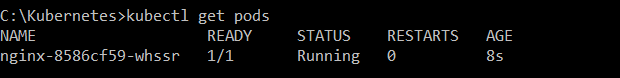 C:\Kubernetes>kubectl get pods
NAME READY STATUS RESTARTS AGE
nginx-8586cf59-whssr 1/1 Running 0 8s